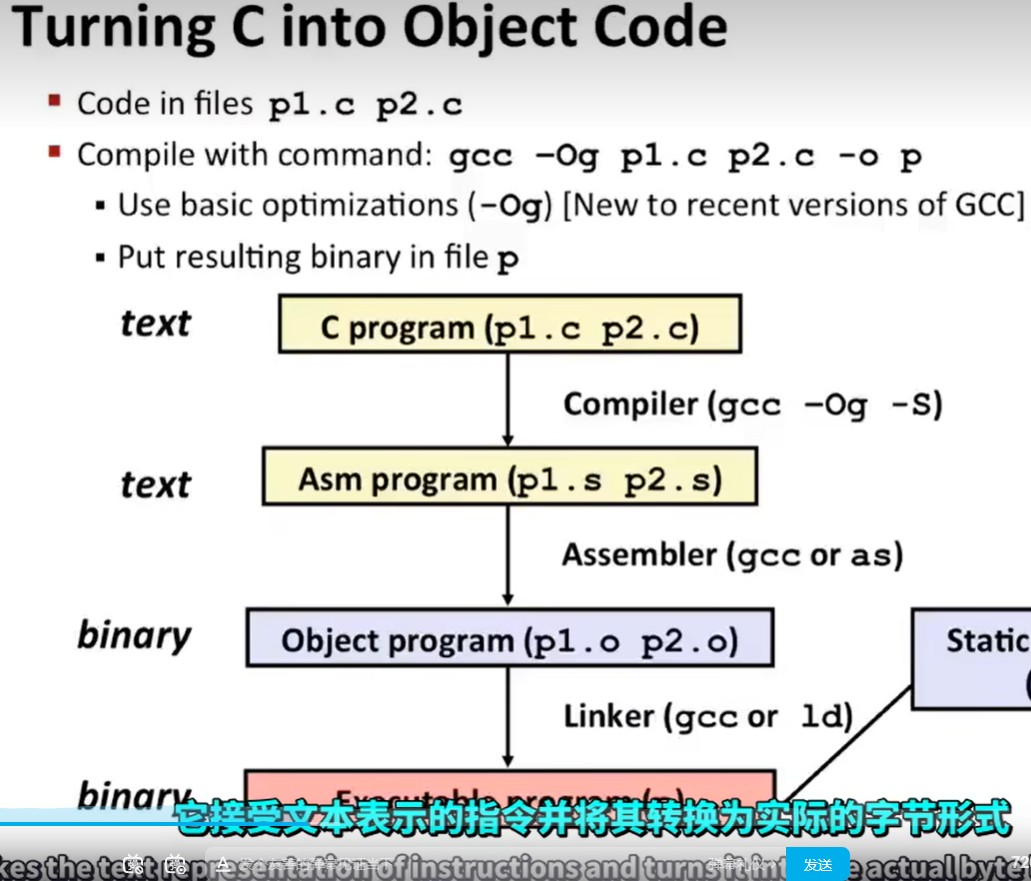 Turning C into Object Code
Code in files p1.c p2.c
Compile with command: gcc –Og p1.c p2.c -o p
Use basic optimizations (-Og) [New to recent versions of GCC]
Put resulting binary in file p
text
C program (p1.c p2.c)
Compiler (gcc –Og -S)
text
Asm program (p1.s p2.s)
Assembler (gcc or as)
binary
Object program (p1.o p2.o)
Static
Linker (gcc or ld)
binary
Executable program (p)
它接受文本表示的指令并将其转换为实际的字节形式
kes the text of instructions and turns actual byte
发送
72